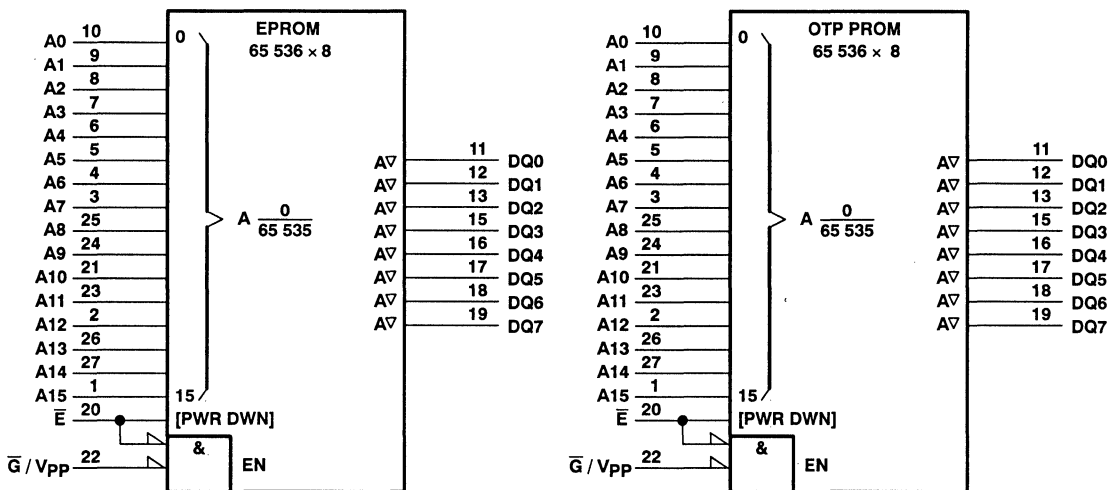 EPROM
65 536 × 8
A0 10
A1 9
A2 8
A3 7
A4 6
A5 5
A6 4
A7 3
A8 25
A9 24
A10 21
A11 23
A12 2
A13 26
A14 27
A15 1
E̅ 20
G̅ / VPP 22
0
15
A 0
65 535
[PWR DWN]
&
EN
A▽ 11 DQ0
A▽ 12 DQ1
A▽ 13 DQ2
A▽ 15 DQ3
A▽ 16 DQ4
A▽ 17 DQ5
A▽ 18 DQ6
A▽ 19 DQ7
OTP PROM
65 536 × 8
A0 10
A1 9
A2 8
A3 7
A4 6
A5 5
A6 4
A7 3
A8 25
A9 24
A10 21
A11 23
A12 2
A13 26
A14 27
A15 1
E̅ 20
G̅ / VPP 22
0
15
A 0
65 535
[PWR DWN]
&
EN
A▽ 11 DQ0
A▽ 12 DQ1
A▽ 13 DQ2
A▽ 15 DQ3
A▽ 16 DQ4
A▽ 17 DQ5
A▽ 18 DQ6
A▽ 19 DQ7